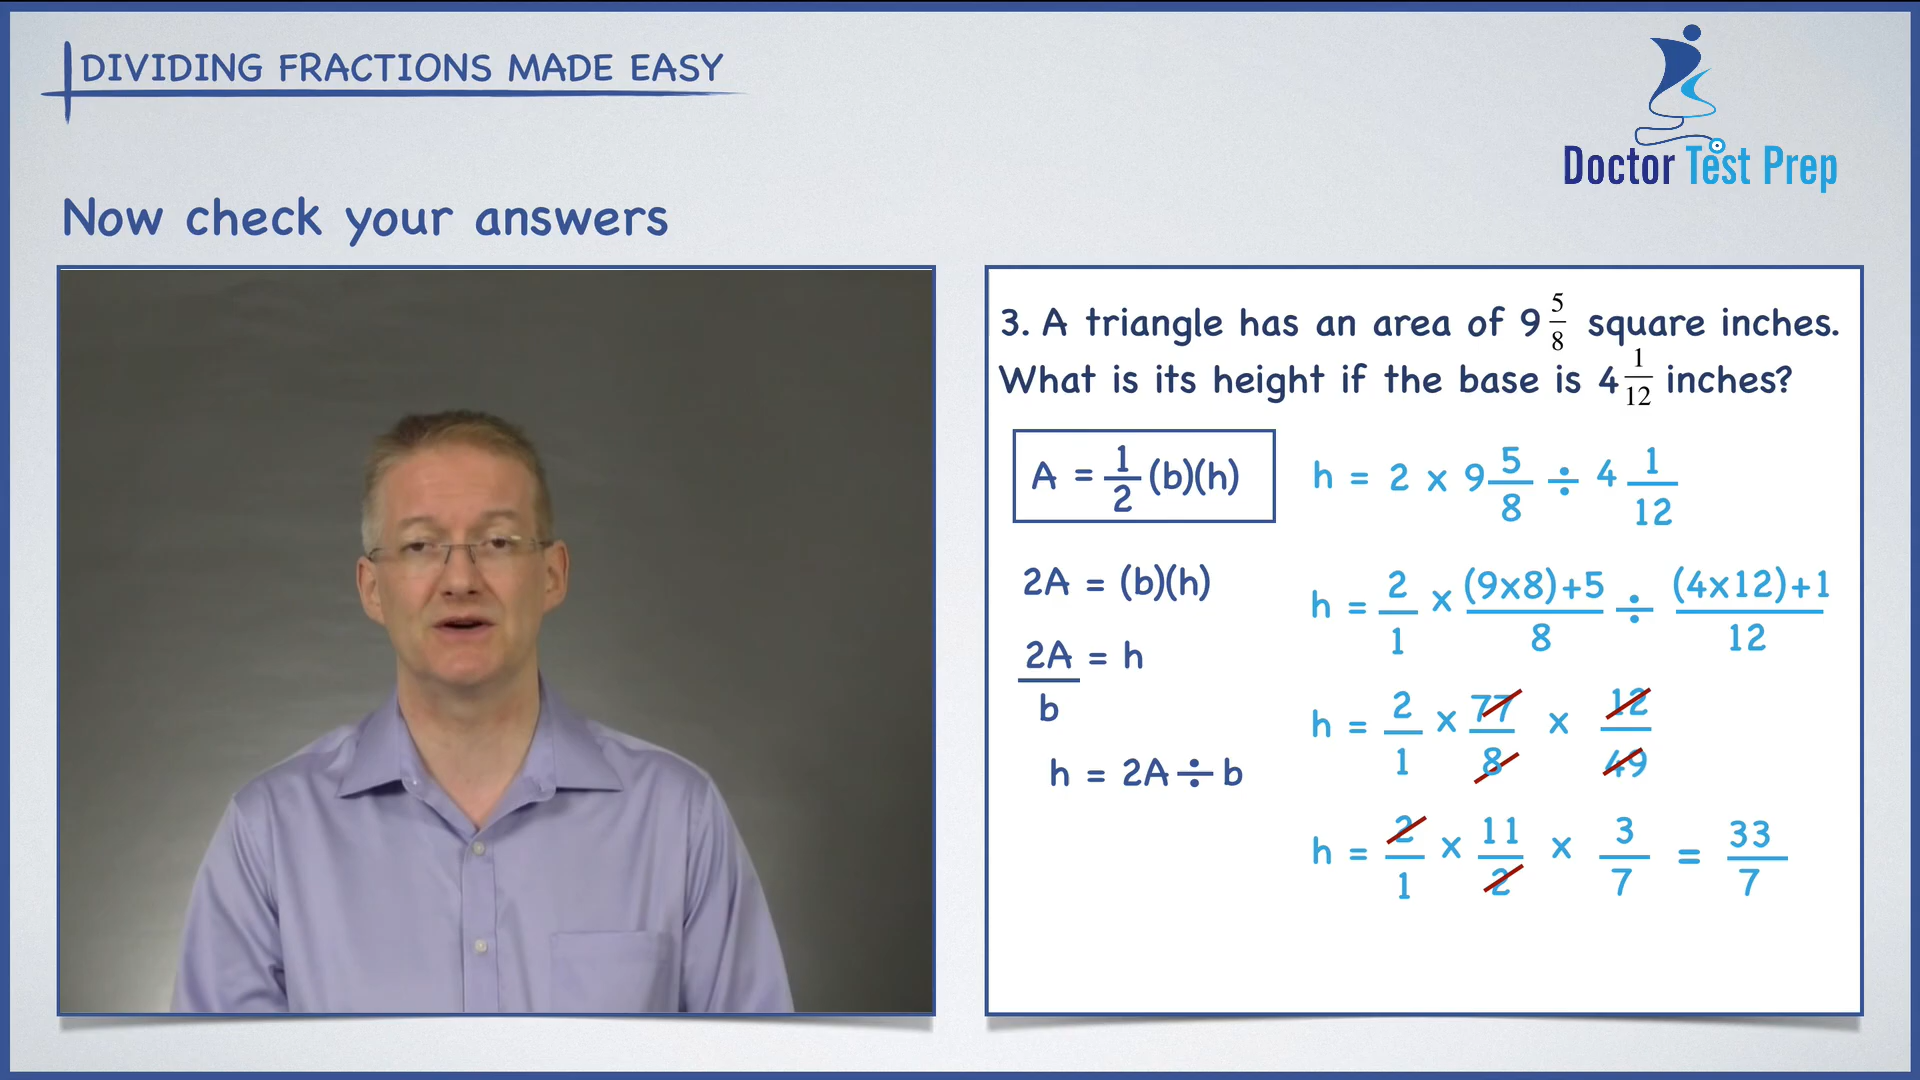 DIVIDING FRACTIONS MADE EASY
Doctor Test Prep
Now check your answers
3. A triangle has an area of 9 5/8 square inches.
What is its height if the base is 4 1/12 inches?
A = 1/2 (b)(h)
2A = (b)(h)
2A/b = h
h = 2A ÷ b
h = 2 x 9 5/8 ÷ 4 1/12
h = 2/1 x (9x8)+5/8 ÷ (4x12)+1/12
h = 2/1 x 77/8 x 12/49
h = 2/1 x 11/2 x 3/7 = 33/7